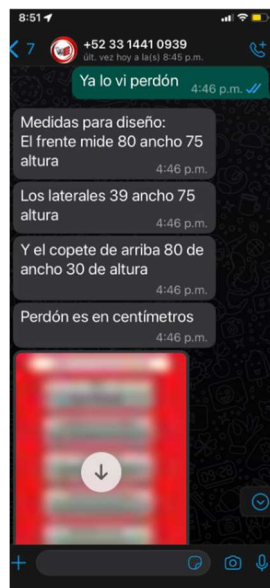 8:51
7
+52 33 1441 0939
últ. vez hoy a la(s) 8:45 p.m.
Ya lo vi perdón
4:46 p.m.
Medidas para diseño:
El frente mide 80 ancho 75
altura
4:46 p.m.
Los laterales 39 ancho 75
altura
4:46 p.m.
Y el copete de arriba 80 de
ancho 30 de altura
4:46 p.m.
Perdón es en centímetros
4:46 p.m.